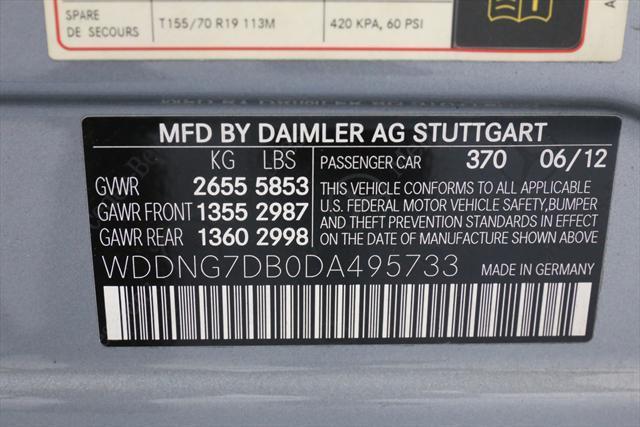 SPARE T155/70 R19 113M 420 KPA, 60 PSI
DE SECOURS
MFD BY DAIMLER AG STUTTGART
KG LBS PASSENGER CAR 370 06/12
GVWR 2655 5853
GAWR FRONT 1355 2987
GAWR REAR 1360 2998
THIS VEHICLE CONFORMS TO ALL APPLICABLE
U.S. FEDERAL MOTOR VEHICLE SAFETY,BUMPER
AND THEFT PREVENTION STANDARDS IN EFFECT
ON THE DATE OF MANUFACTURE SHOWN ABOVE.
WDDNG7DB0DA495733 MADE IN GERMANY